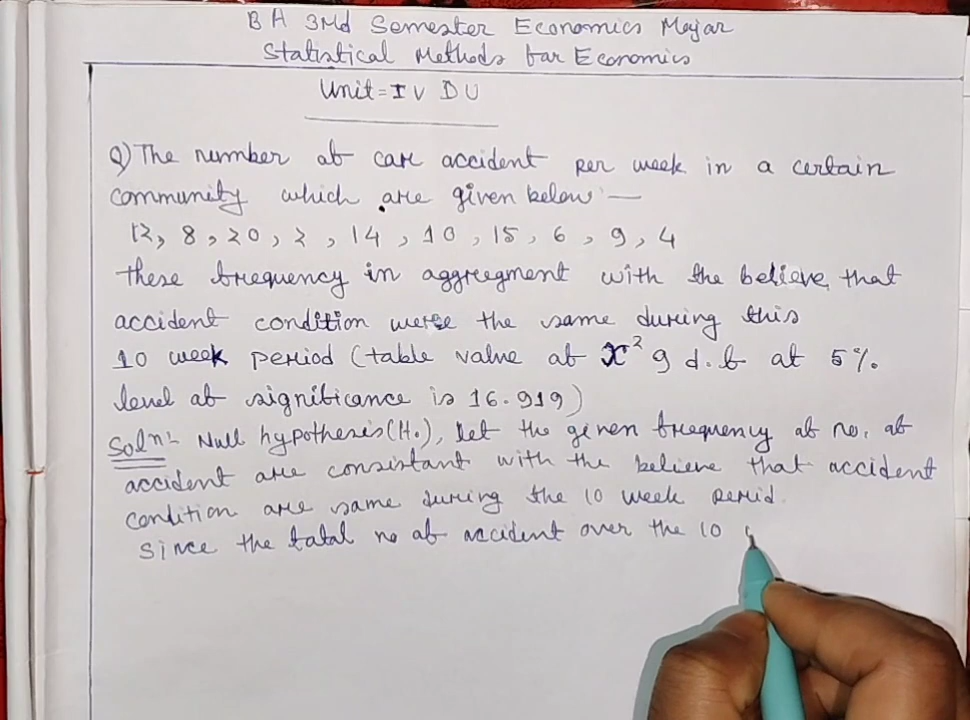 BA 3rd Semester Economics Major
Statistical Methods for Economics
Unit = IV DU
Q) The number of car accident per week in a certain
community which are given below :—
12, 8, 20, 2, 14, 10, 15, 6, 9, 4
these frequency in aggreegment with the believe, that
accident condition were the same during this
10 week period (table value of x² 9 d.f at 5%.
level of significance is 16.919)
Soln:- Null hypothesis (H.), let the given frequency of no. of
accident are consistant with the believe that accident
condition are same during the 10 week period.
Since the total no of accident over the 10